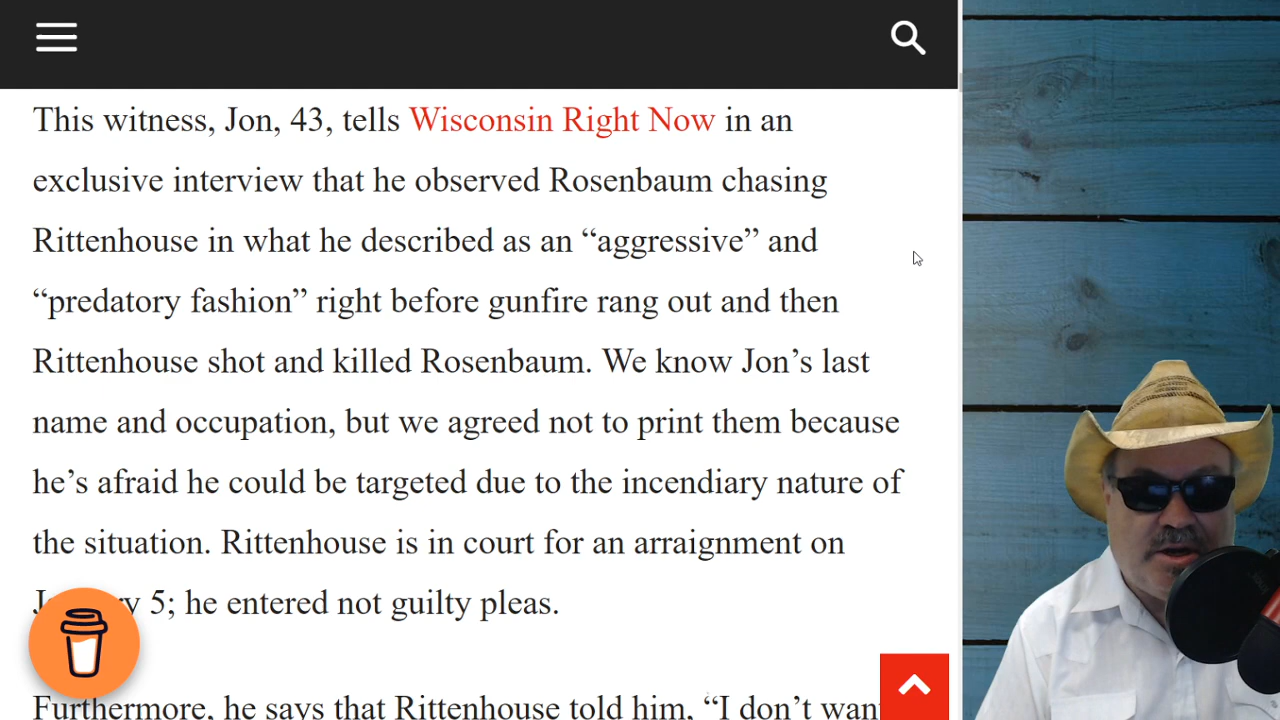 This witness, Jon, 43, tells Wisconsin Right Now in an
exclusive interview that he observed Rosenbaum chasing
Rittenhouse in what he described as an “aggressive” and
“predatory fashion” right before gunfire rang out and then
Rittenhouse shot and killed Rosenbaum. We know Jon’s last
name and occupation, but we agreed not to print them because
he’s afraid he could be targeted due to the incendiary nature of
the situation. Rittenhouse is in court for an arraignment on
5; he entered not guilty pleas.
Furthermore, he says that Rittenhouse told him, “I don’t